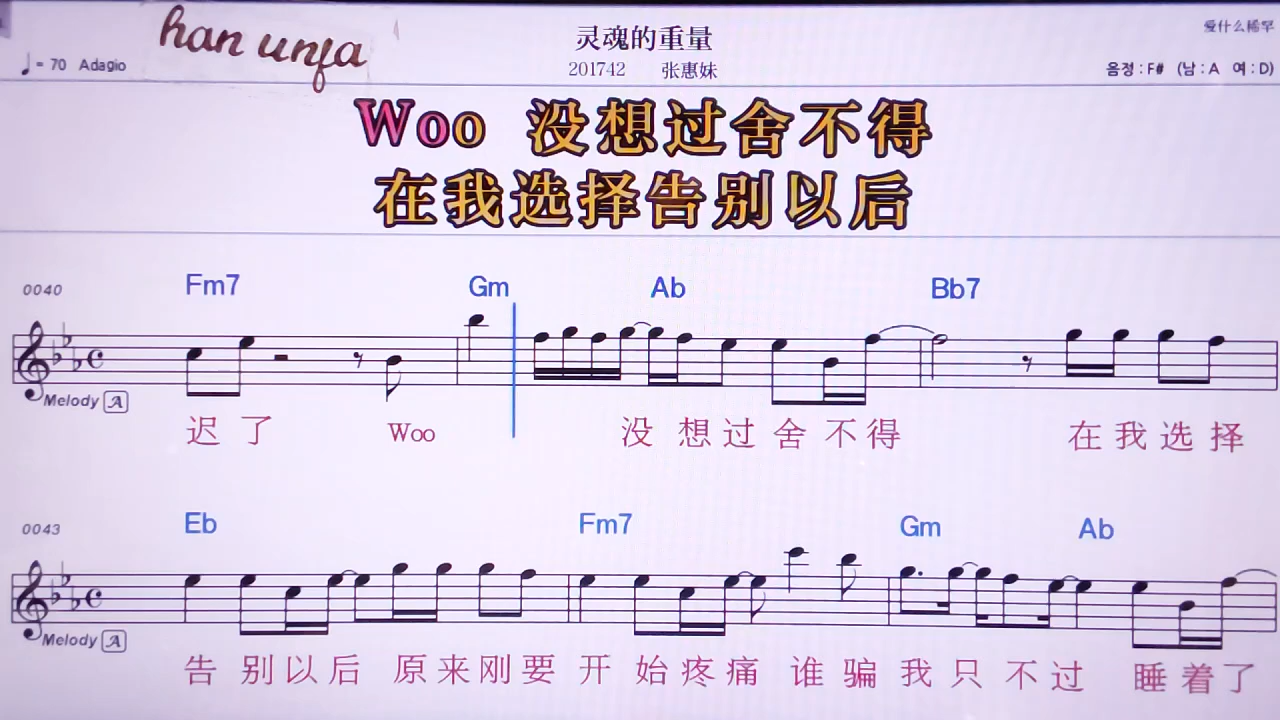 han unfa
灵魂的重量
爱什么稀罕
♩= 70 Adagio
201742 张惠妹
음정 : F# (남 : A 여 : D)
Woo 没想过舍不得
在我选择告别以后
0040 Fm7 Gm Ab Bb7
Melody A
迟了 Woo 没想过舍不得 在我选择
0043 Eb Fm7 Gm Ab
Melody A
告别以后 原来刚要开始疼痛 谁骗我只不过 睡着了